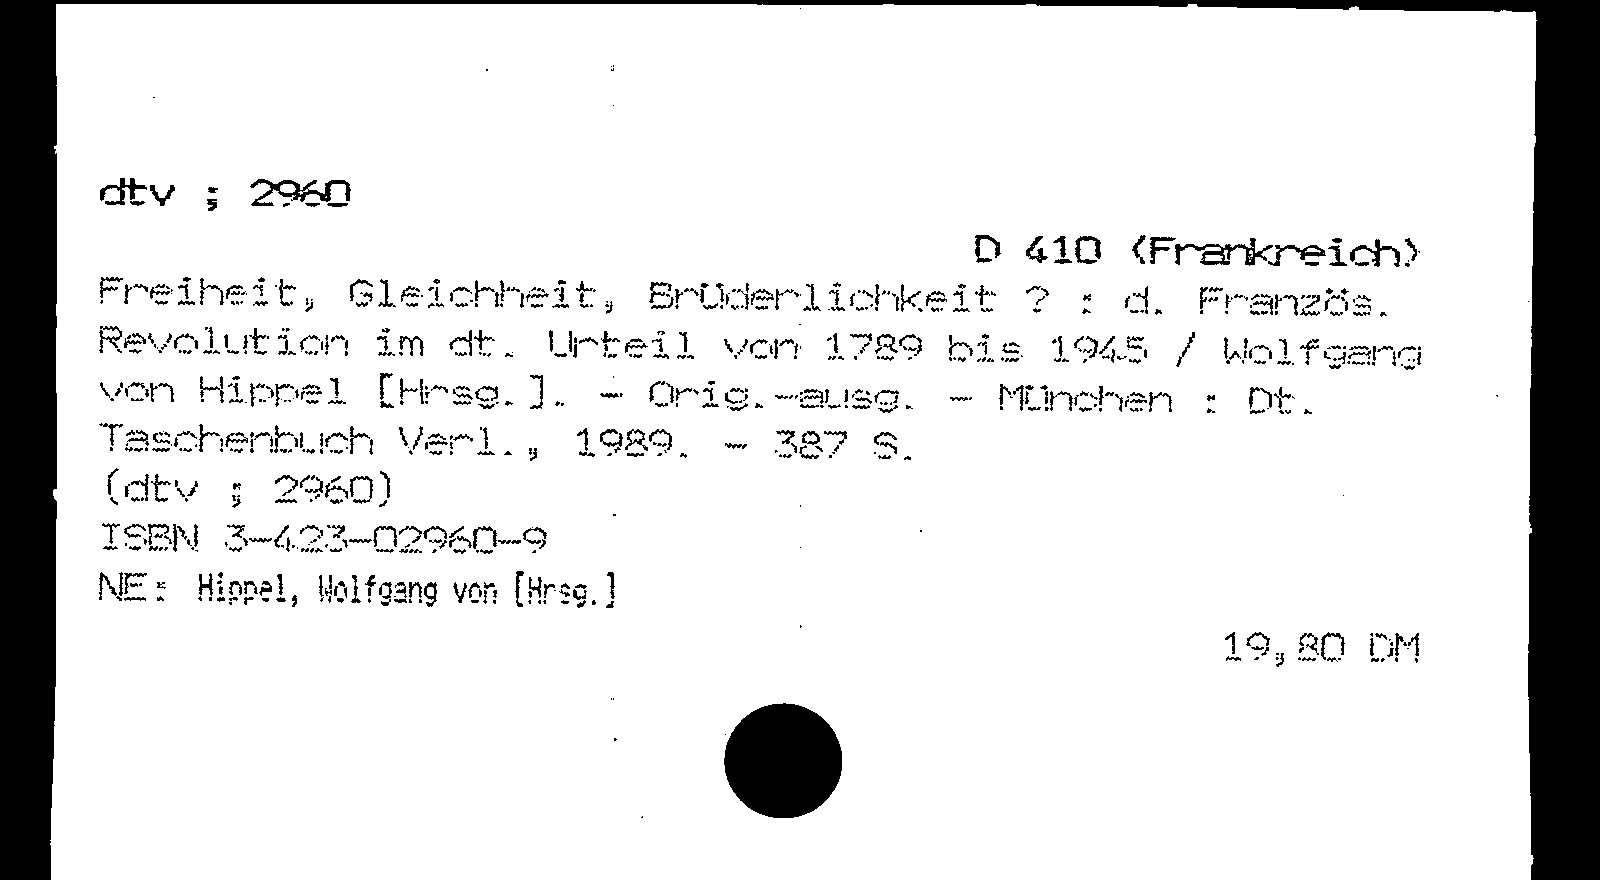 dtv ; 2960
D 410 (Frankreich)
Freiheit, Gleichheit, Brüderlichkeit ? : d. Französ.
Revolution im dt. Urteil von 1789 bis 1945 / Wolfgang
von Hippel [Hrsg.]. - Orig.-ausg. - München : Dt.
Taschenbuch Verl., 1989. - 387 S.
(dtv ; 2960)
ISBN 3-423-02960-9
NE: Hippel, Wolfgang von [Hrsg.]
19,80 DM